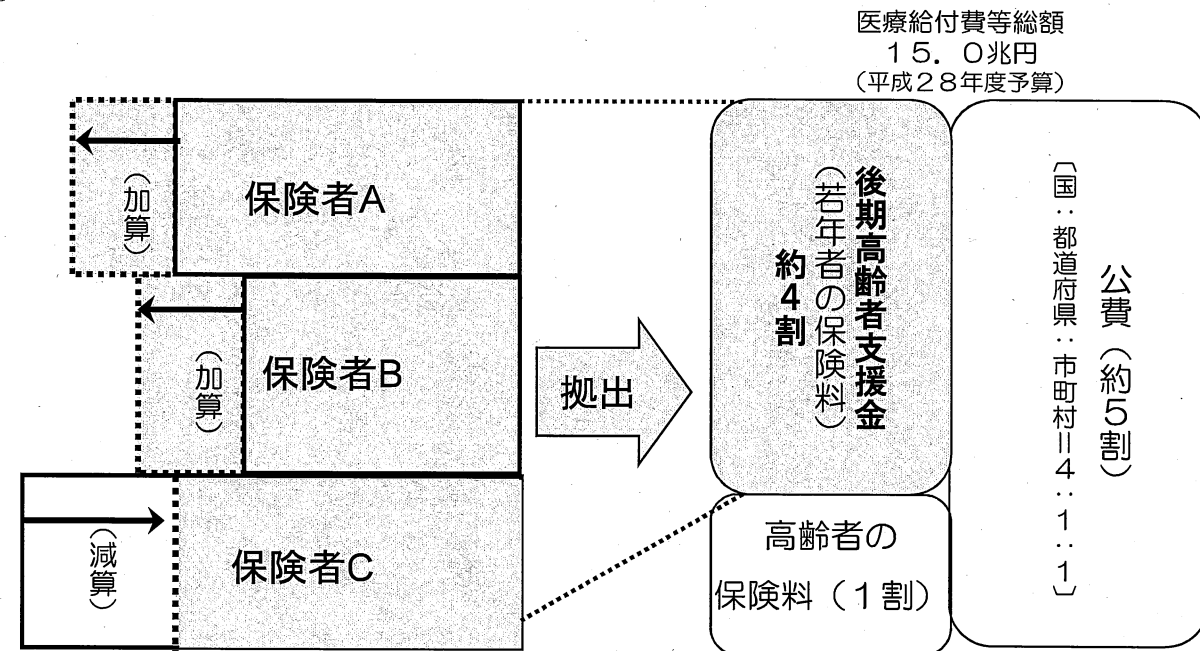 医療給付費等総額
１５．０兆円
（平成２８年度予算）
（加算）
保険者A
（加算）
保険者B
（減算）
保険者C
拠出
後期高齢者支援金
（若年者の保険料）
約４割
高齢者の
保険料（１割）
公費（約５割）
〔国：都道府県：市町村＝４：１：１〕